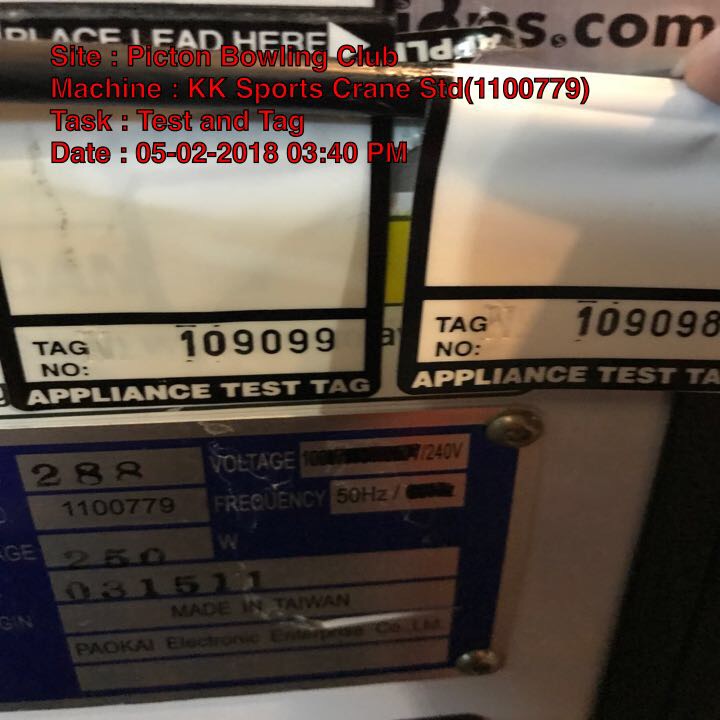 PLACE LEAD HERE
.com
Site : Picton Bowling Club
Machine : KK Sports Crane Std(1100779)
Task : Test and Tag
Date : 05-02-2018 03:40 PM
TAG NO: 109099
APPLIANCE TEST TAG
TAG NO: 109098
APPLIANCE TEST TA
288
VOLTAGE /240V
1100779
FREQUENCY 50Hz /
AGE 250 W
031511
GIN MADE IN TAIWAN
PAOKAI Electronic Enterprise Co. Ltd.